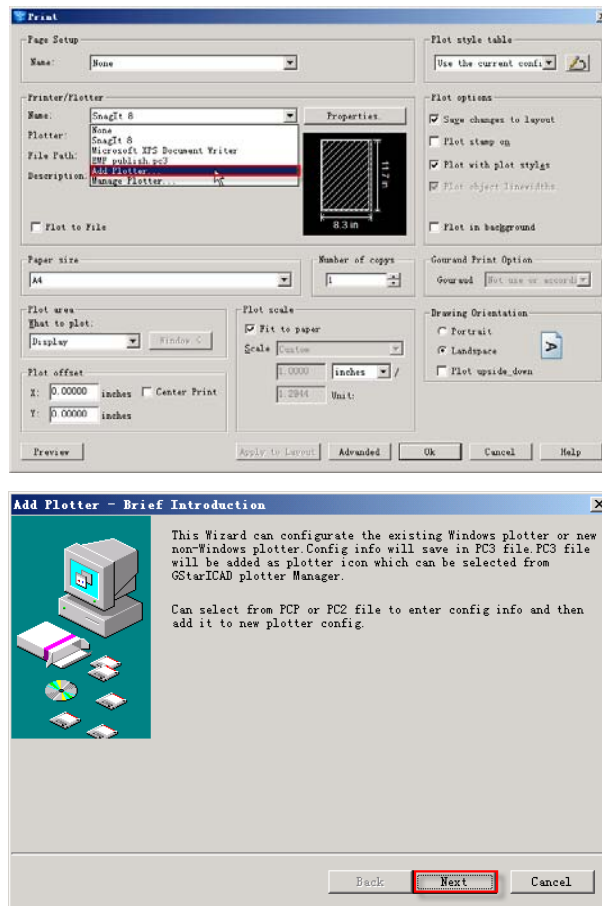 Print
Page Setup
Name: None
Plot style table
Use the current confi
Printer/Plotter
Name: SnagIt 8
Properties.
Plotter: None
SnagIt 8
Microsoft XPS Document Writer
File Path: EMP publish.pc3
Description: Add Plotter...
Manage Plotter...
11.7 in
8.3 in
Plot to File
Plot options
Sage changes to layout
Plot stamp on
Plot with plot styles
Plot object linewidths
Plot in background
Paper size
A4
Number of copys
1
Gouraud Print Option
Gouraud Not use or accordi
Plot area
What to plot:
Display
Window <
Plot scale
Fit to paper
Scale Custom
1.0000 inches /
1.2944 Unit:
Drawing Orientation
Portrait
Landspace
Plot upside_down
A
Plot offset
X: 0.00000 inches Center Print
Y: 0.00000 inches
Preview
Apply to Layout Advanced Ok Cancel Help
Add Plotter - Brief Introduction
This Wizard can configurate the existing Windows plotter or new
non-Windows plotter.Config info will save in PC3 file.PC3 file
will be added as plotter icon which can be selected from
GStarICAD plotter Manager.
Can select from PCP or PC2 file to enter config info and then
add it to new plotter config.
Back Next Cancel